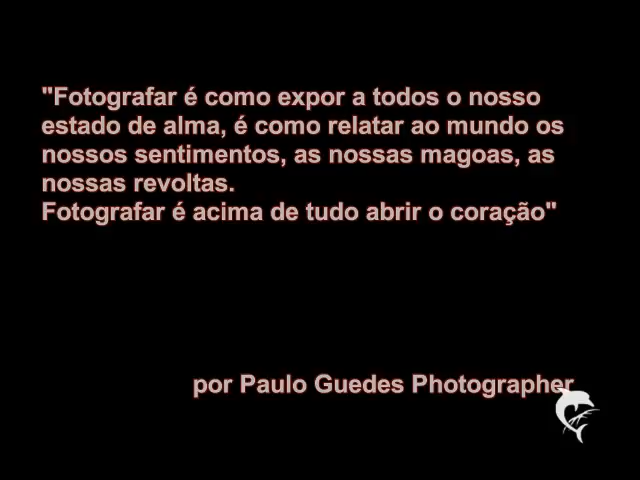 "Fotografar é como expor a todos o nosso
estado de alma, é como relatar ao mundo os
nossos sentimentos, as nossas magoas, as
nossas revoltas.
Fotografar é acima de tudo abrir o coração"
por Paulo Guedes Photographer